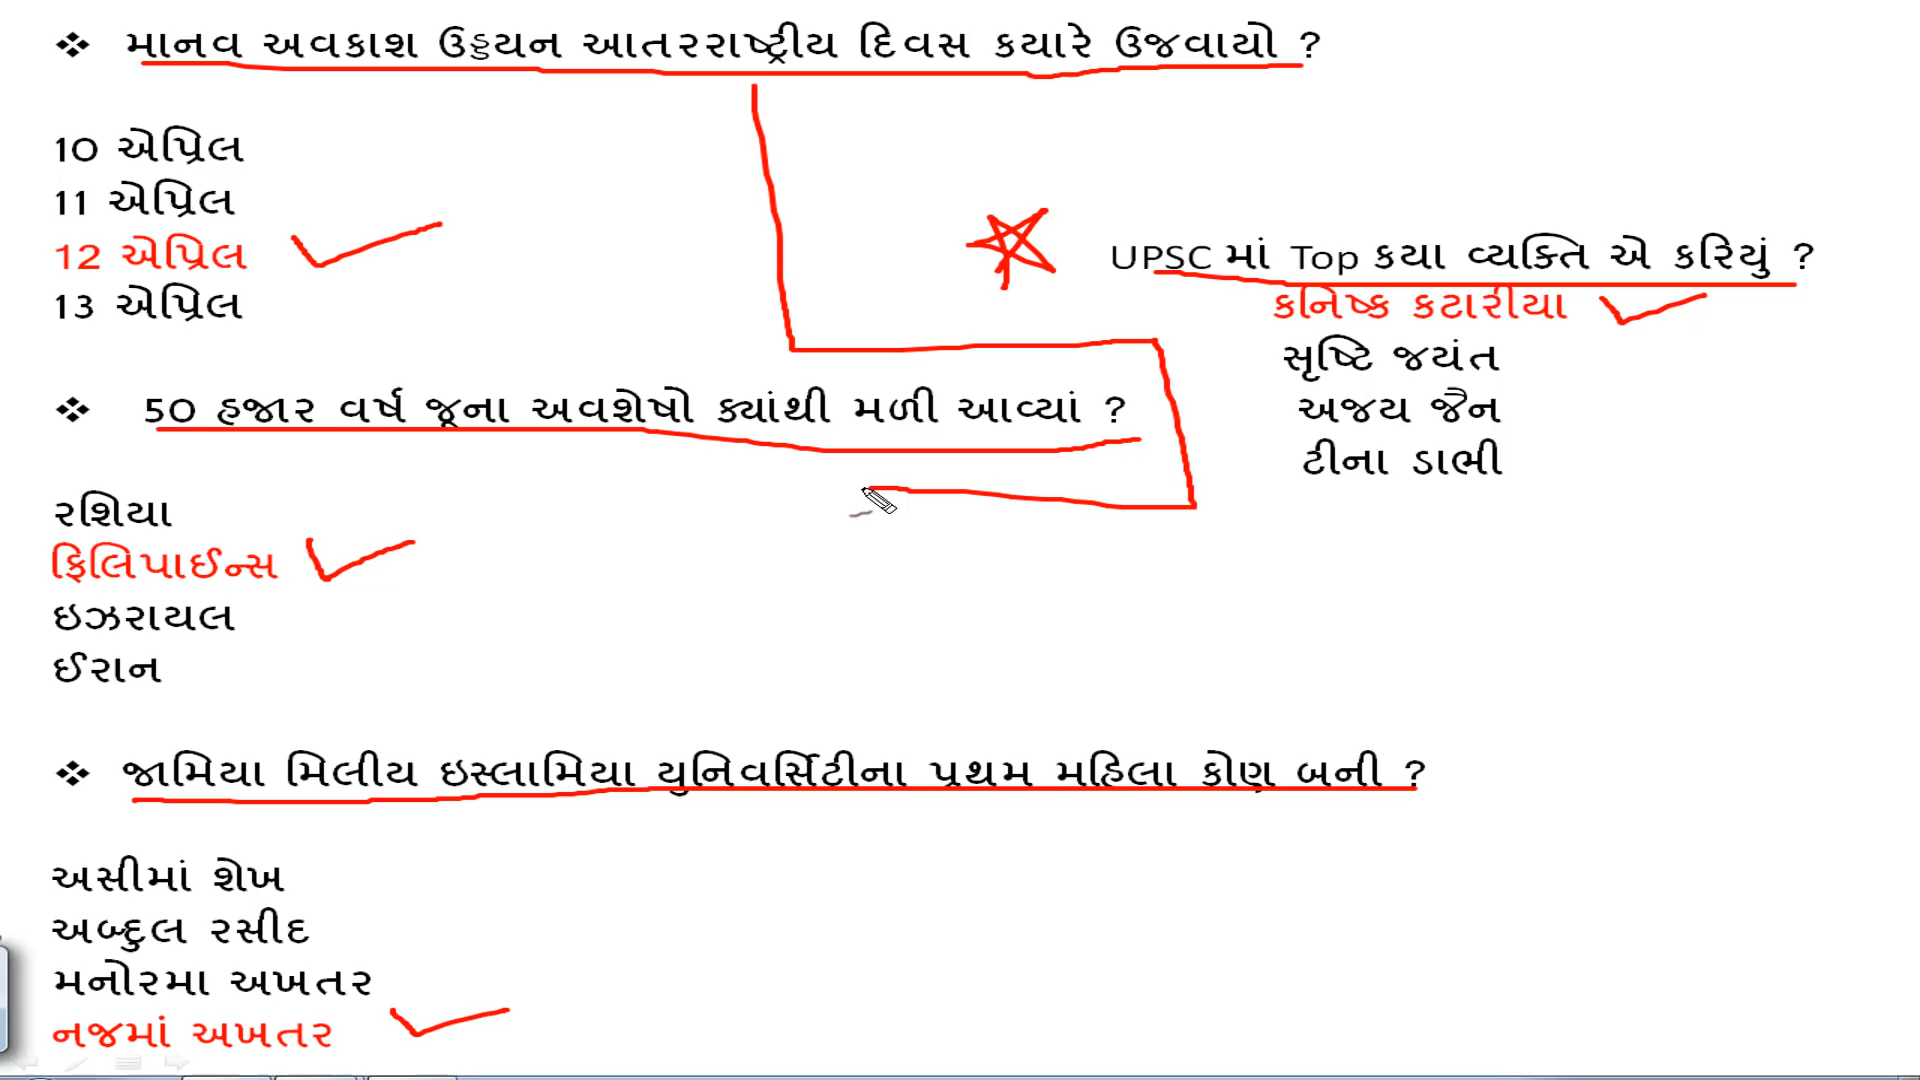 ❖ માનવ અવકાશ ઉડ્ડયન આતરરાષ્ટ્રીય દિવસ કયારે ઉજવાયો ?
10 એપ્રિલ
11 એપ્રિલ
12 એપ્રિલ
13 એપ્રિલ
UPSC માં Top કયા વ્યક્તિ એ કરિયું ?
કનિષ્ક કટારીયા
સૃષ્ટિ જયંત
અજય જૈન
ટીના ડાભી
❖ 50 હજાર વર્ષ જૂના અવશેષો ક્યાંથી મળી આવ્યાં ?
રશિયા
ફિલિપાઈન્સ
ઇઝરાયલ
ઈરાન
❖ જામિયા મિલીય ઇસ્લામિયા યુનિવર્સિટીના પ્રથમ મહિલા કોણ બની ?
અસીમાં શેખ
અબ્દુલ રસીદ
મનોરમા અખતર
નજમાં અખતર